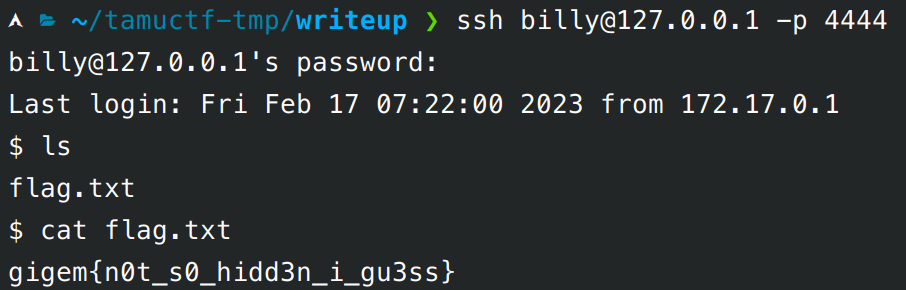 ~/tamuctf-tmp/writeup ❯ ssh billy@127.0.0.1 -p 4444
billy@127.0.0.1's password:
Last login: Fri Feb 17 07:22:00 2023 from 172.17.0.1
$ ls
flag.txt
$ cat flag.txt
gigem{n0t_s0_hidd3n_i_gu3ss}